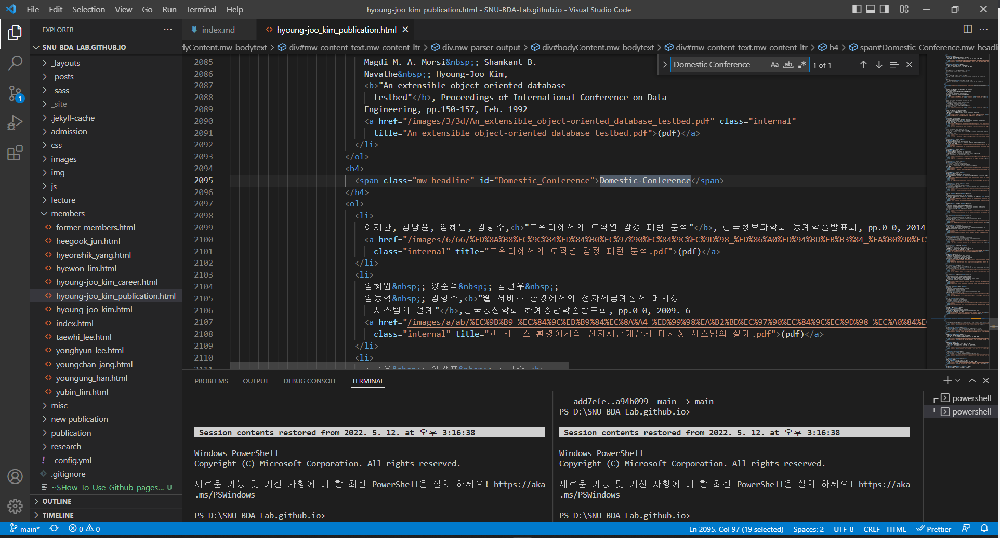 File Edit Selection View Go Run Terminal Help
hyoung-joo_kim_publication.html - SNU-BDA-Lab.github.io - Visual Studio Code
EXPLORER
index.md
hyoung-joo_kim_publication.html
SNU-BDA-LAB.GITHUB.IO
_layouts
_posts
_sass
_site
.jekyll-cache
admission
css
images
img
js
lecture
members
former_members.html
heegook_jun.html
hyeonshik_yang.html
hyewon_lim.html
hyoung-joo_kim_career.html
hyoung-joo_kim_publication.html
hyoung-joo_kim.html
index.html
taewhi_lee.html
yonghyun_lee.html
youngchan_jang.html
youngung_han.html
yubin_lim.html
misc
new publication
publication
research
_config.yml
.gitignore
~$How_To_Use_Github_pages... U
OUTLINE
TIMELINE
1
dyContent.mw-bodytext > div#mw-content-text.mw-content-ltr > div.mw-parser-output > div#bodyContent.mw-bodytext > div#mw-content-text.mw-content-ltr > h4 > span#Domestic_Conference.mw-headli
Domestic Conference Aa ab .* 1 of 1
2085 Magdi M. A. Morsi&nbsp;; Shamkant B.
2086 Navathe&nbsp;; Hyoung-Joo Kim,
2087 <b>"An extensible object-oriented database
2088 testbed"</b>, Proceedings of International Conference on Data
2089 Engineering, pp.150-157, Feb. 1992
2090 <a href="/images/3/3d/An_extensible_object-oriented_database_testbed.pdf" class="internal"
2091 title="An extensible object-oriented database testbed.pdf">(pdf)</a>
2092 </li>
2093 </ol>
2094 <h4>
2095 <span class="mw-headline" id="Domestic_Conference">Domestic Conference</span>
2096 </h4>
2097 <ol>
2098 <li>
2099 이재환, 김남윤, 임혜원, 김형주,<b>"트위터에서의 토픽별 감정 패턴 분석"</b>, 한국정보과학회 동계학술발표회, pp.0-0, 2014
2100 <a href="/images/6/66/%ED%8A%B8%EC%9C%84%ED%84%B0%EC%97%90%EC%84%9C%EC%9D%98_%ED%86%A0%ED%94%BD%EB%B3%84_%EA%B0%90%EC
2101 class="internal" title="트위터에서의 토픽별 감정 패턴 분석.pdf">(pdf)</a>
2102 </li>
2103 <li>
2104 임혜원&nbsp;; 양준석&nbsp;; 김현우&nbsp;;
2105 임동혁&nbsp;; 김형주,<b>"웹 서비스 환경에서의 전자세금계산서 메시징
2106 시스템의 설계"</b>,한국통신학회 하계종합학술발표회, pp.0-0, 2009. 6
2107 <a href="/images/a/ab/%EC%9B%B9_%EC%84%9C%EB%B9%84%EC%8A%A4_%ED%99%98%EA%B2%BD%EC%97%90%EC%84%9C%EC%9D%98_%EC%A0%84%E
2108 class="internal" title="웹 서비스 환경에서의 전자세금계산서 메시징 시스템의 설계.pdf">(pdf)</a>
2109 </li>
2110 <li>
2111
PROBLEMS OUTPUT DEBUG CONSOLE TERMINAL
Session contents restored from 2022. 5. 12. at 오후 3:16:38
Windows PowerShell
Copyright (C) Microsoft Corporation. All rights reserved.
새로운 기능 및 개선 사항에 대 한 최신 PowerShell을 설치 하세요! https://aka
.ms/PSWindows
PS D:\SNU-BDA-Lab.github.io>
add7efe..a94b099 main -> main
PS D:\SNU-BDA-Lab.github.io>
Session contents restored from 2022. 5. 12. at 오후 3:16:38
Windows PowerShell
Copyright (C) Microsoft Corporation. All rights reserved.
새로운 기능 및 개선 사항에 대 한 최신 PowerShell을 설치 하세요! https://aka
.ms/PSWindows
PS D:\SNU-BDA-Lab.github.io>
powershell
powershell
main* 0 0
Ln 2095, Col 97 (19 selected) Spaces: 2 UTF-8 CRLF HTML Prettier